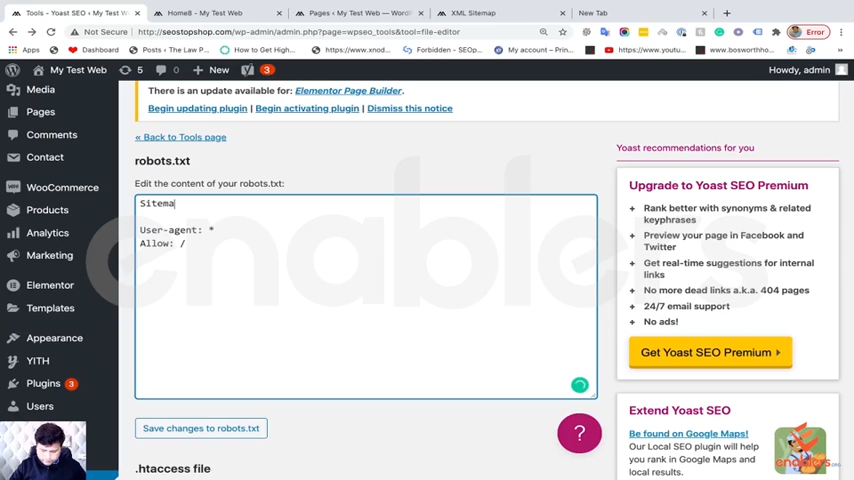 Tools - Yoast SEO ‹ My Test W
Home8 - My Test Web
Pages ‹ My Test Web — WordP
XML Sitemap
New Tab
Not Secure
http://seostopshop.com/wp-admin/admin.php?page=wpseo_tools&tool=file-editor
Error
Apps
(2) Home
Dashboard
Posts ‹ The Law P
How to Get Higher
https://www.xnod
Forbidden - SEOP
My account – Prin
https://www.youtu
www.bosworthho
My Test Web
5
0
New
3
Howdy, admin
Media
Pages
Comments
Contact
WooCommerce
Products
Analytics
Marketing
Elementor
Templates
Appearance
YITH
Plugins 3
Users
There is an update available for: Elementor Page Builder.
Begin updating plugin | Begin activating plugin | Dismiss this notice
« Back to Tools page
robots.txt
Edit the content of your robots.txt:
Sitema
User-agent: *
Allow: /
Save changes to robots.txt
.htaccess file
Yoast recommendations for you
Upgrade to Yoast SEO Premium
+ Rank better with synonyms & related
keyphrases
+ Preview your page in Facebook and
Twitter
+ Get real-time suggestions for internal
links
+ No more dead links a.k.a. 404 pages
+ 24/7 email support
+ No ads!
Get Yoast SEO Premium
?
Extend Yoast SEO
Be found on Google Maps!
Our Local SEO plugin will help
you rank in Google Maps and
local results.
enablers
enablers.org